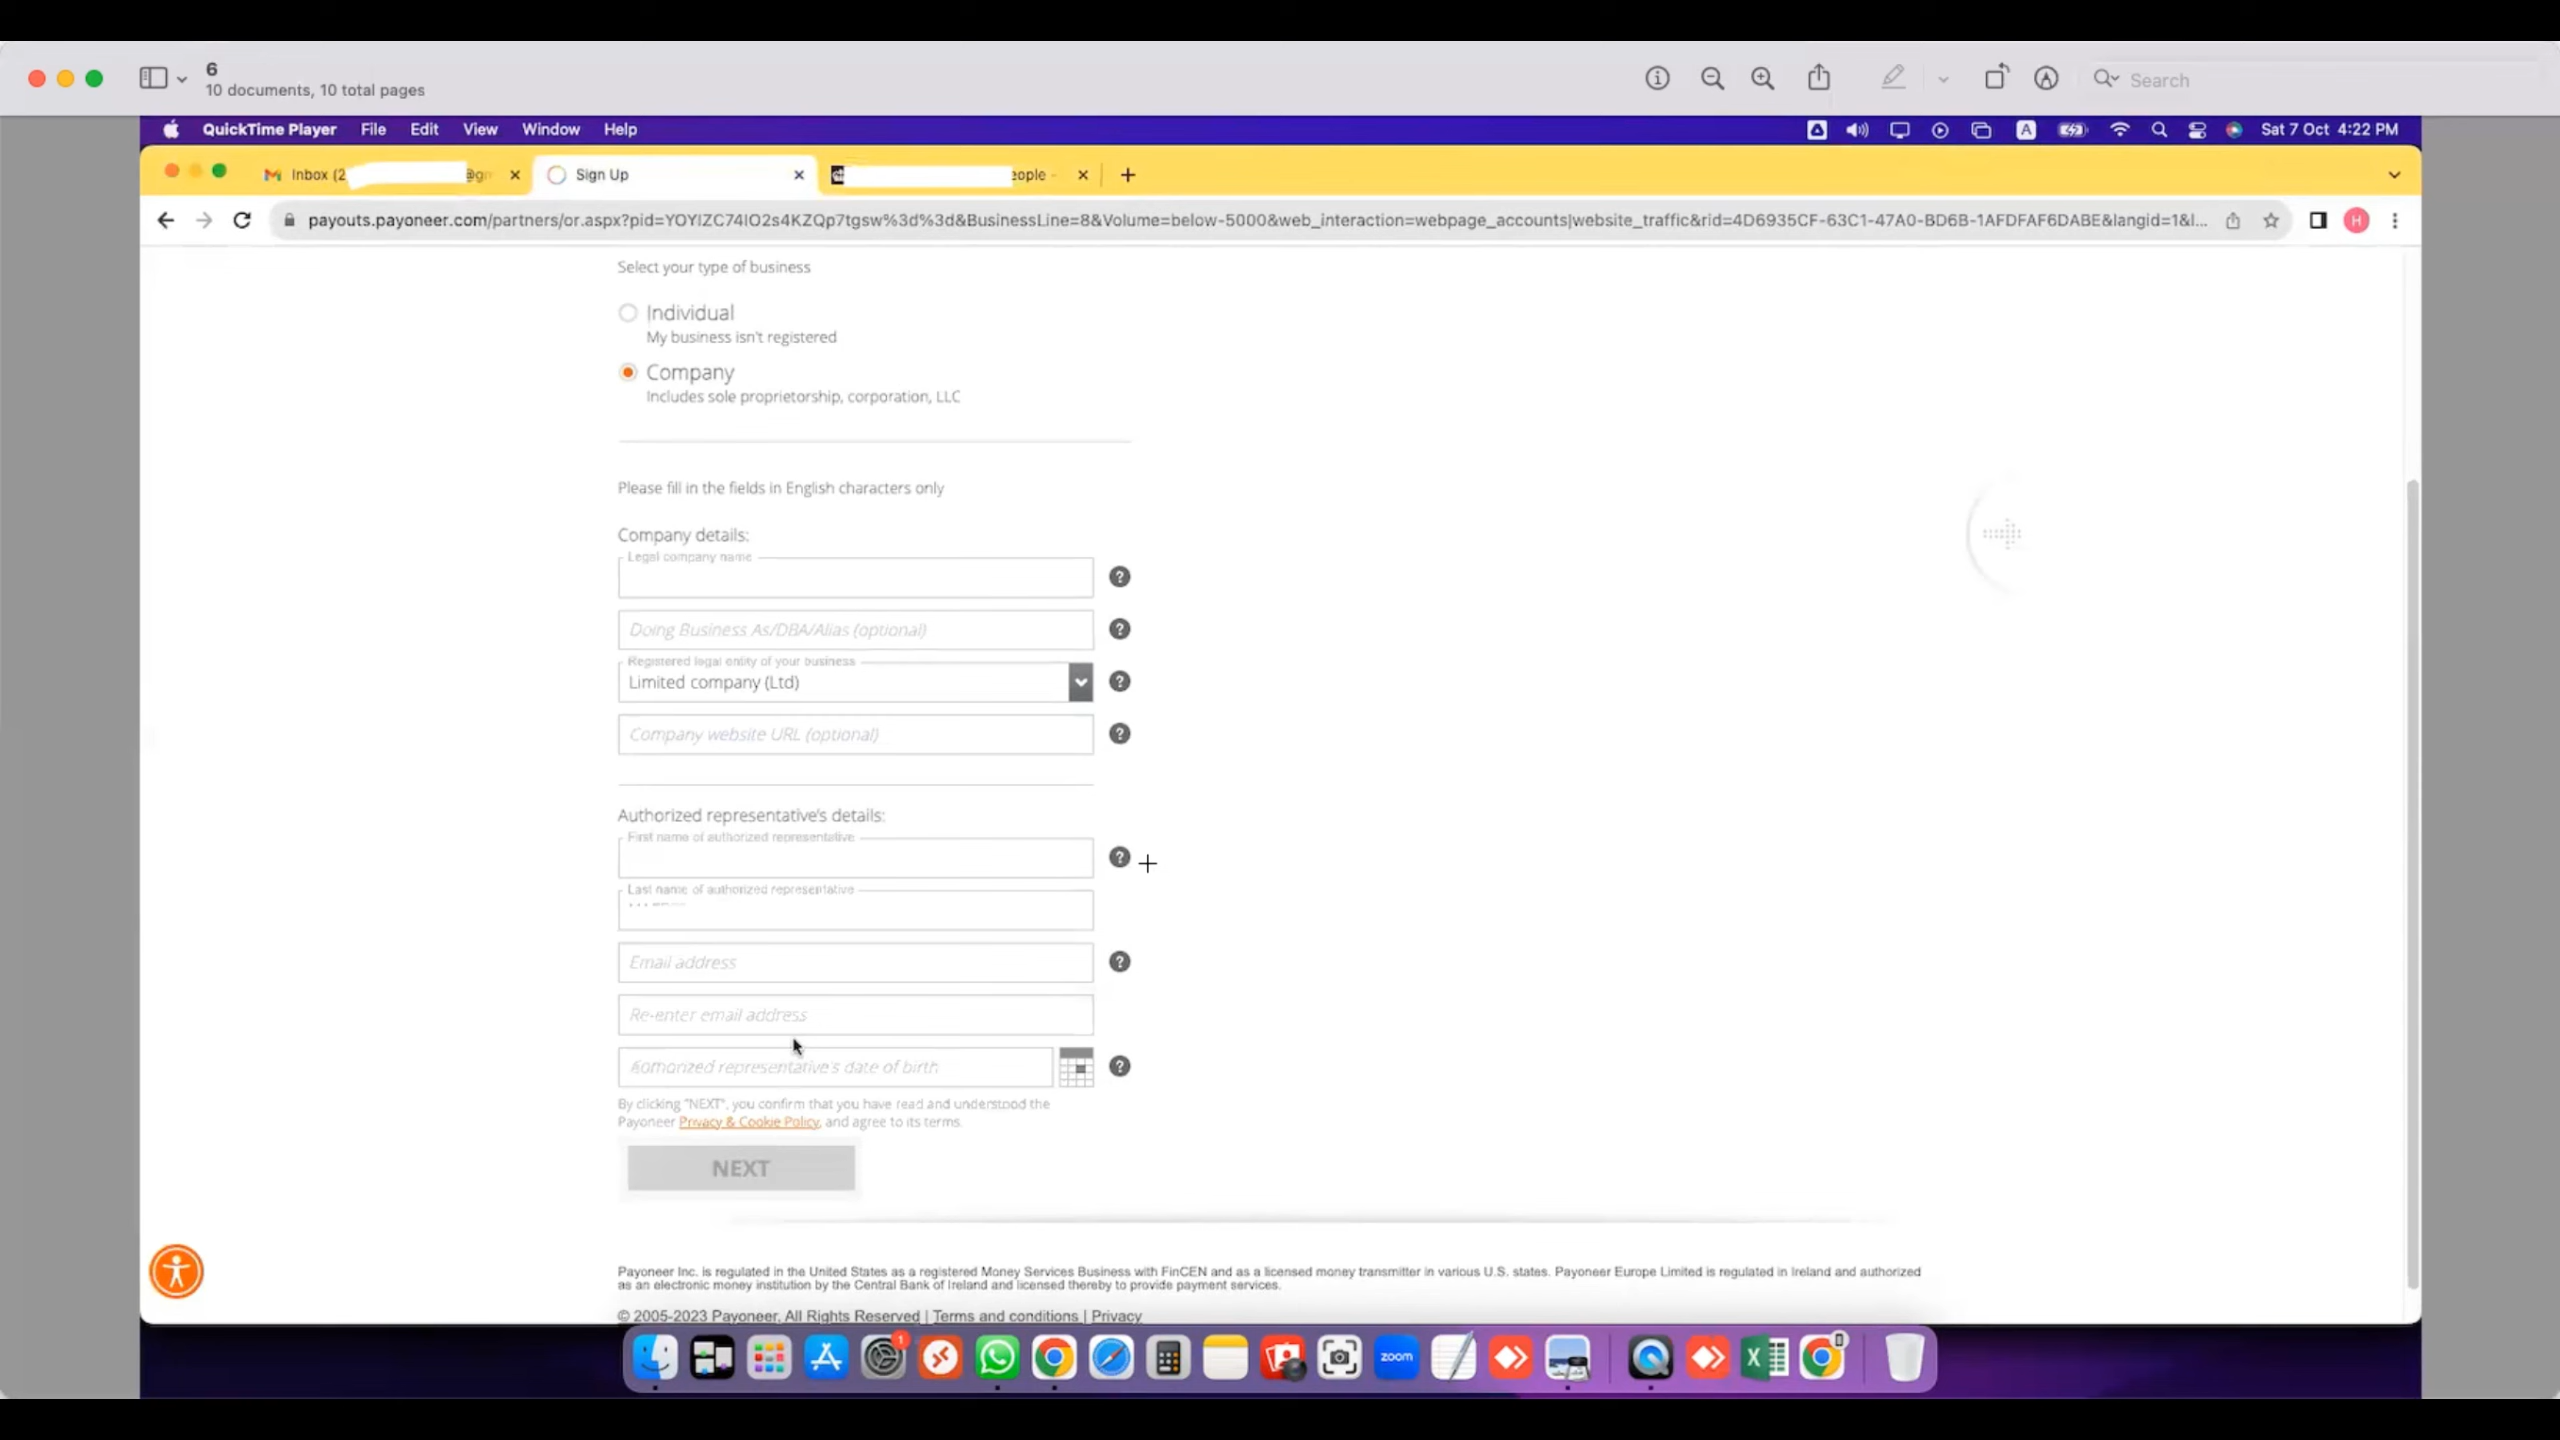 6
10 documents, 10 total pages
Search
QuickTime Player File Edit View Window Help
A
Sat 7 Oct 4:22 PM
Inbox (2 @gm
Sign Up
eople -
payouts.payoneer.com/partners/or.aspx?pid=YOYIZC74IO2s4KZQp7tgsw%3d%3d&BusinessLine=8&Volume=below-5000&web_interaction=webpage_accounts|website_traffic&rid=4D6935CF-63C1-47A0-BD6B-1AFDFAF6DABE&langid=1&l...
H
Select your type of business
Individual
My business isn't registered
Company
Includes sole proprietorship, corporation, LLC
Please fill in the fields in English characters only
Company details:
Legal company name
?
Doing Business As/DBA/Alias (optional)
?
Registered legal entity of your business
Limited company (Ltd)
?
Company website URL (optional)
?
Authorized representative's details:
First name of authorized representative
?
Last name of authorized representative
Email address
?
Re-enter email address
Authorized representative's date of birth
?
By clicking "NEXT", you confirm that you have read and understood the
Payoneer Privacy & Cookie Policy, and agree to its terms.
NEXT
Payoneer Inc. is regulated in the United States as a registered Money Services Business with FinCEN and as a licensed money transmitter in various U.S. states. Payoneer Europe Limited is regulated in Ireland and authorized
as an electronic money institution by the Central Bank of Ireland and licensed thereby to provide payment services.
© 2005-2023 Payoneer, All Rights Reserved | Terms and conditions | Privacy
1
zoom
X